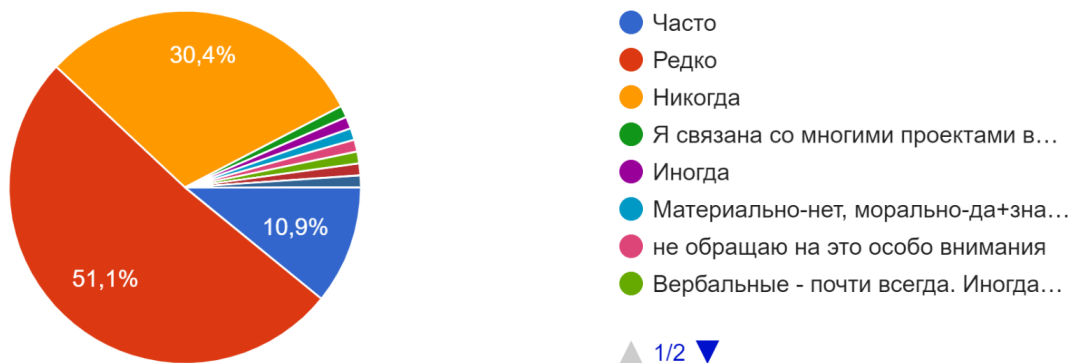 30,4%
10,9%
51,1%
Часто
Редко
Никогда
Я связана со многими проектами в…
Иногда
Материально-нет, морально-да+зна…
не обращаю на это особо внимания
Вербальные - почти всегда. Иногда…
1/2